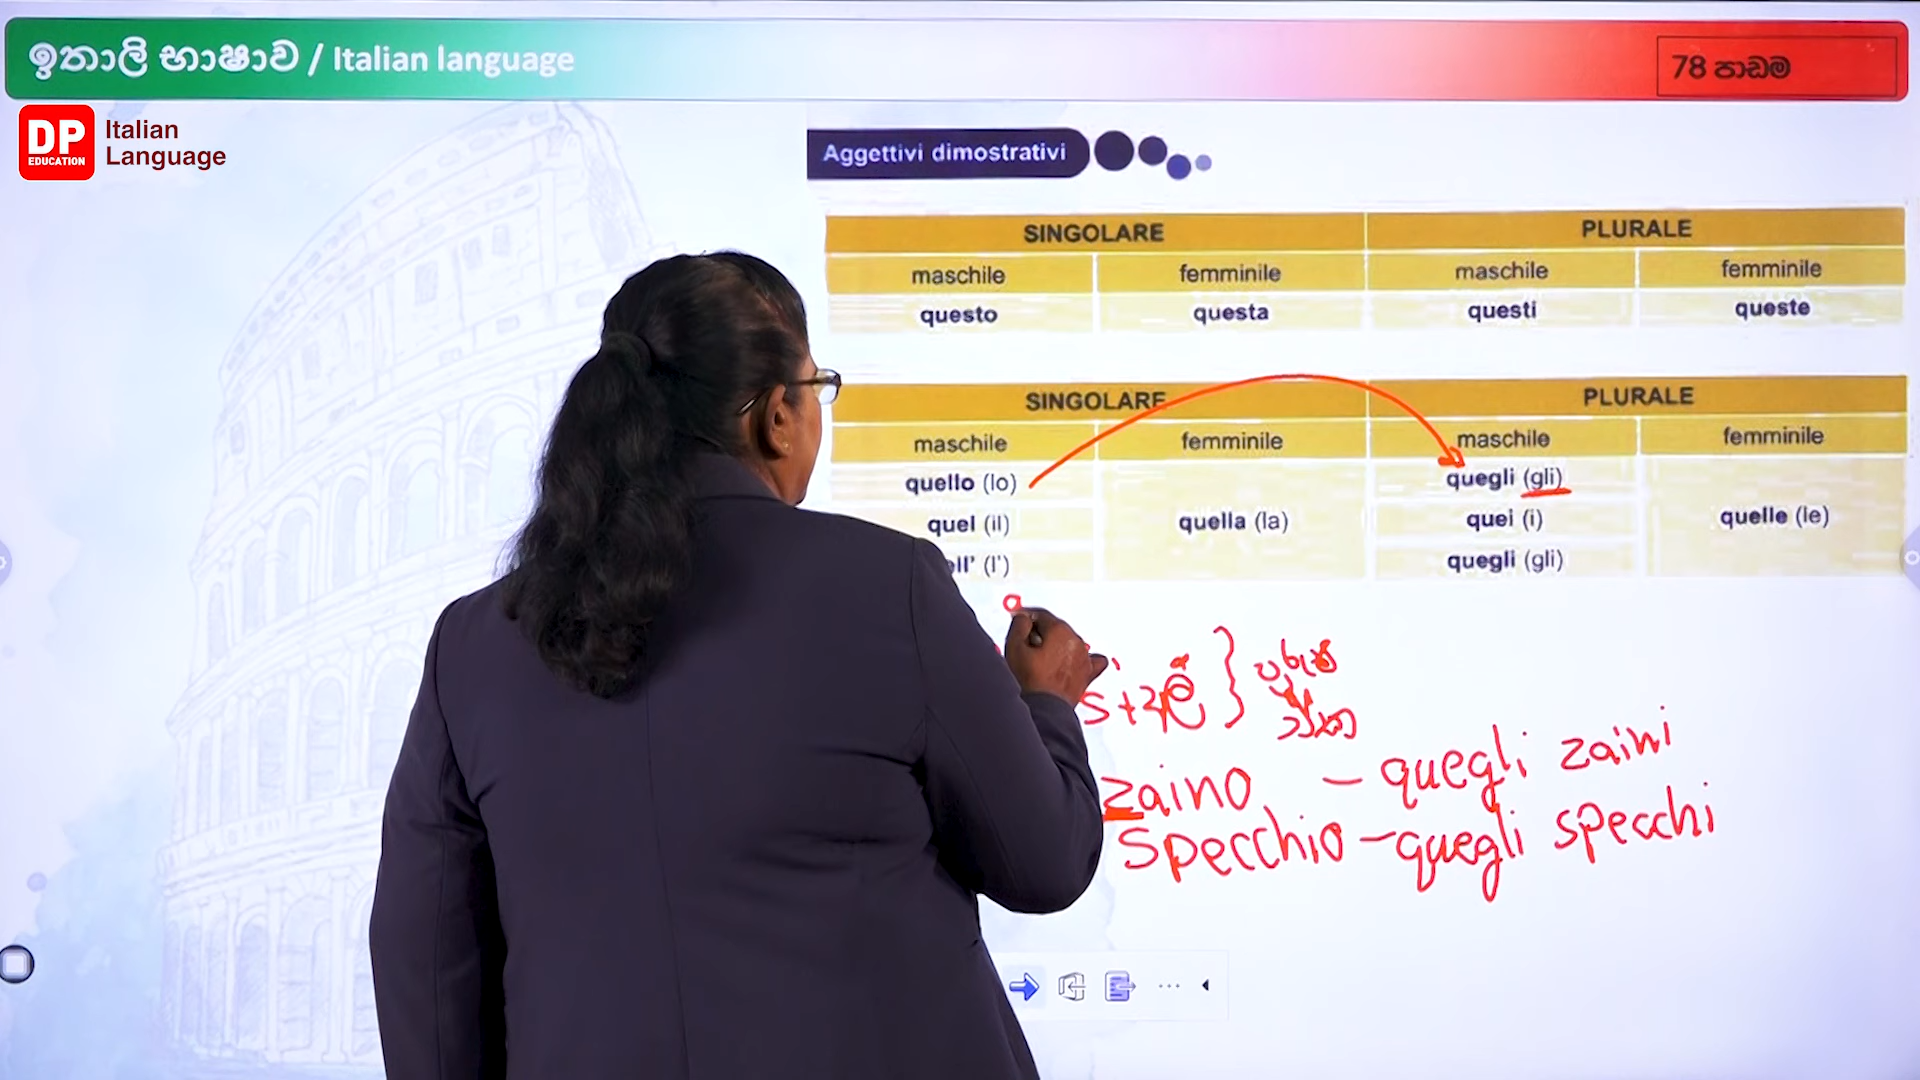 ඉතාලි භාෂාව / Italian language
78 පාඩම
DP
EDUCATION
Italian
Language
Aggettivi dimostrativi
SINGOLARE PLURALE
maschile femminile maschile femminile
questo questa questi queste
SINGOLARE PLURALE
maschile femminile maschile femminile
quello (lo) quegli (gli)
quel (il) quella (la) quei (i) quelle (le)
ell' (l') quegli (gli)
zaino - quegli zaini
specchio - quegli specchi